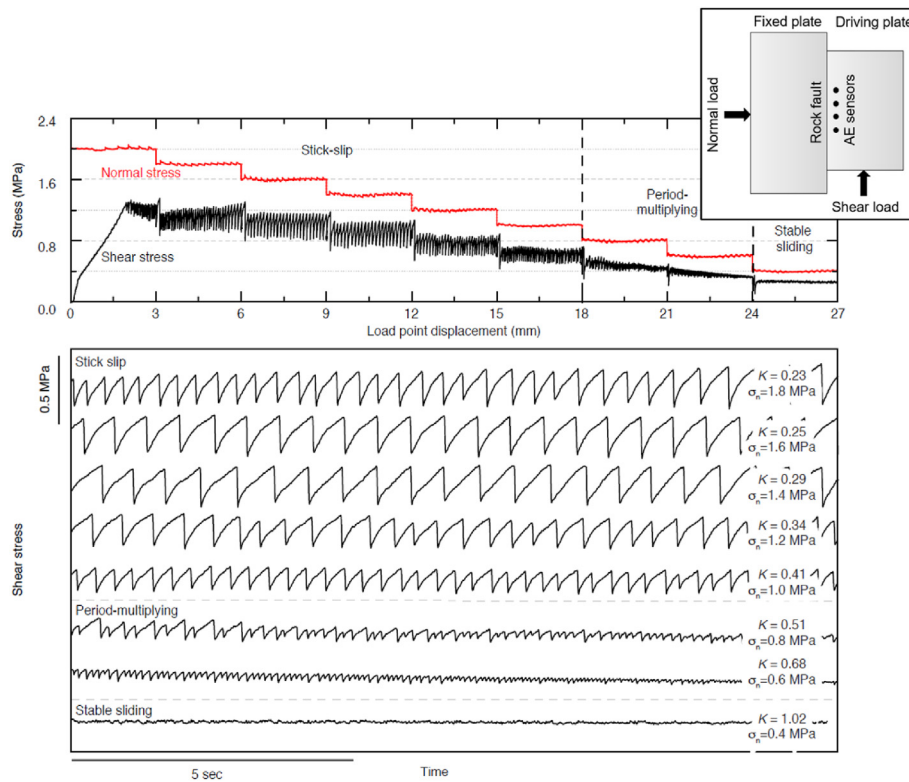 Fixed plate Driving plate
Normal load
Rock fault
AE sensors
Shear load
2.4
1.6
0.8
0.0
Stress (MPa)
Normal stress
Shear stress
Stick-slip
Period-
multiplying
Stable
sliding
0 3 6 9 12 15 18 21 24 27
Load point displacement (mm)
0.5 MPa
Shear stress
Stick slip
K = 0.23
σn=1.8 MPa
K = 0.25
σn=1.6 MPa
K = 0.29
σn=1.4 MPa
K = 0.34
σn=1.2 MPa
K = 0.41
σn=1.0 MPa
Period-multiplying
K = 0.51
σn=0.8 MPa
K = 0.68
σn=0.6 MPa
Stable sliding
K = 1.02
σn=0.4 MPa
5 sec Time